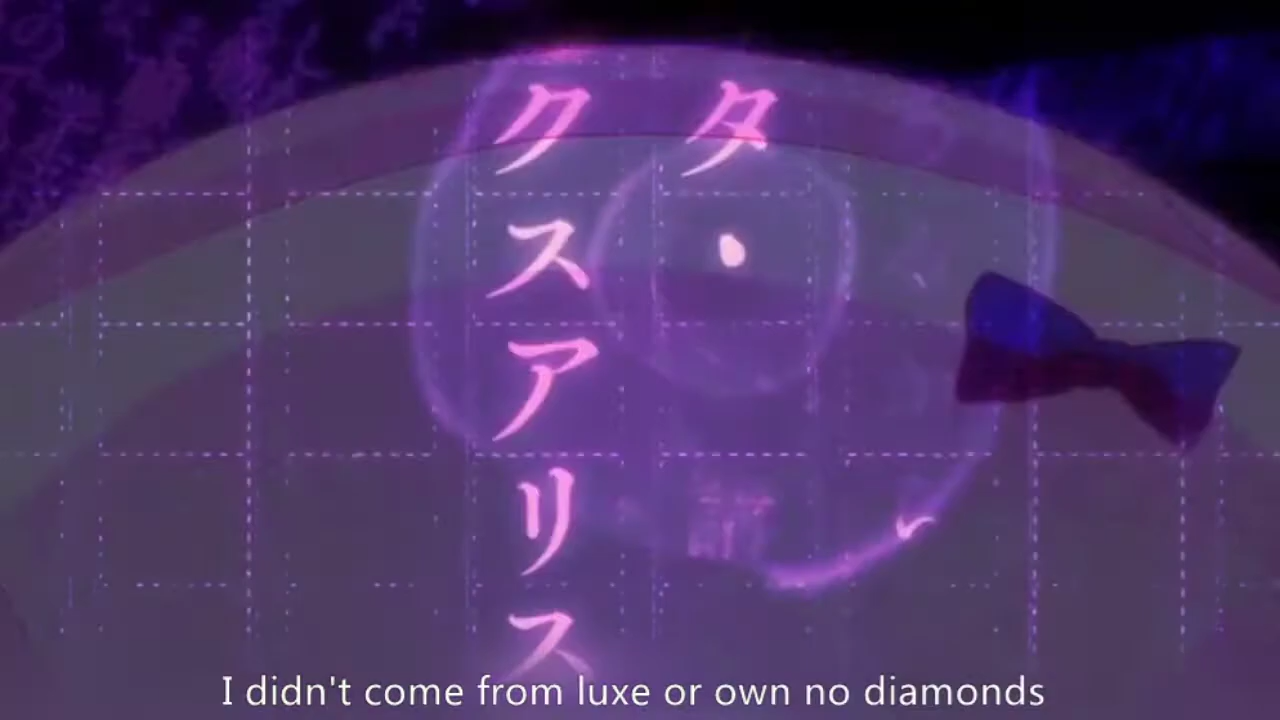 タ・
クスアリス
I didn't come from luxe or own no diamonds